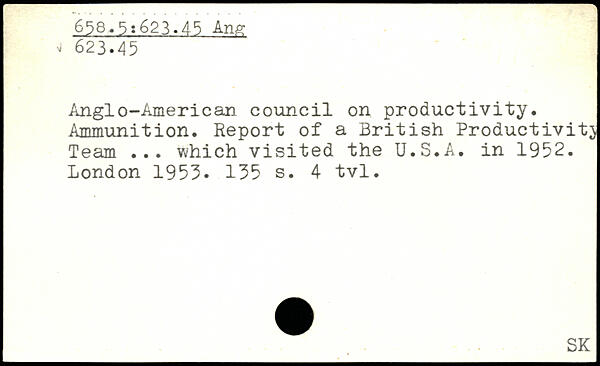 658.5:623.45 Ang
√ 623.45
Anglo-American council on productivity.
Ammunition. Report of a British Productivity
Team ... which visited the U.S.A. in 1952.
London 1953. 135 s. 4 tvl.
SK